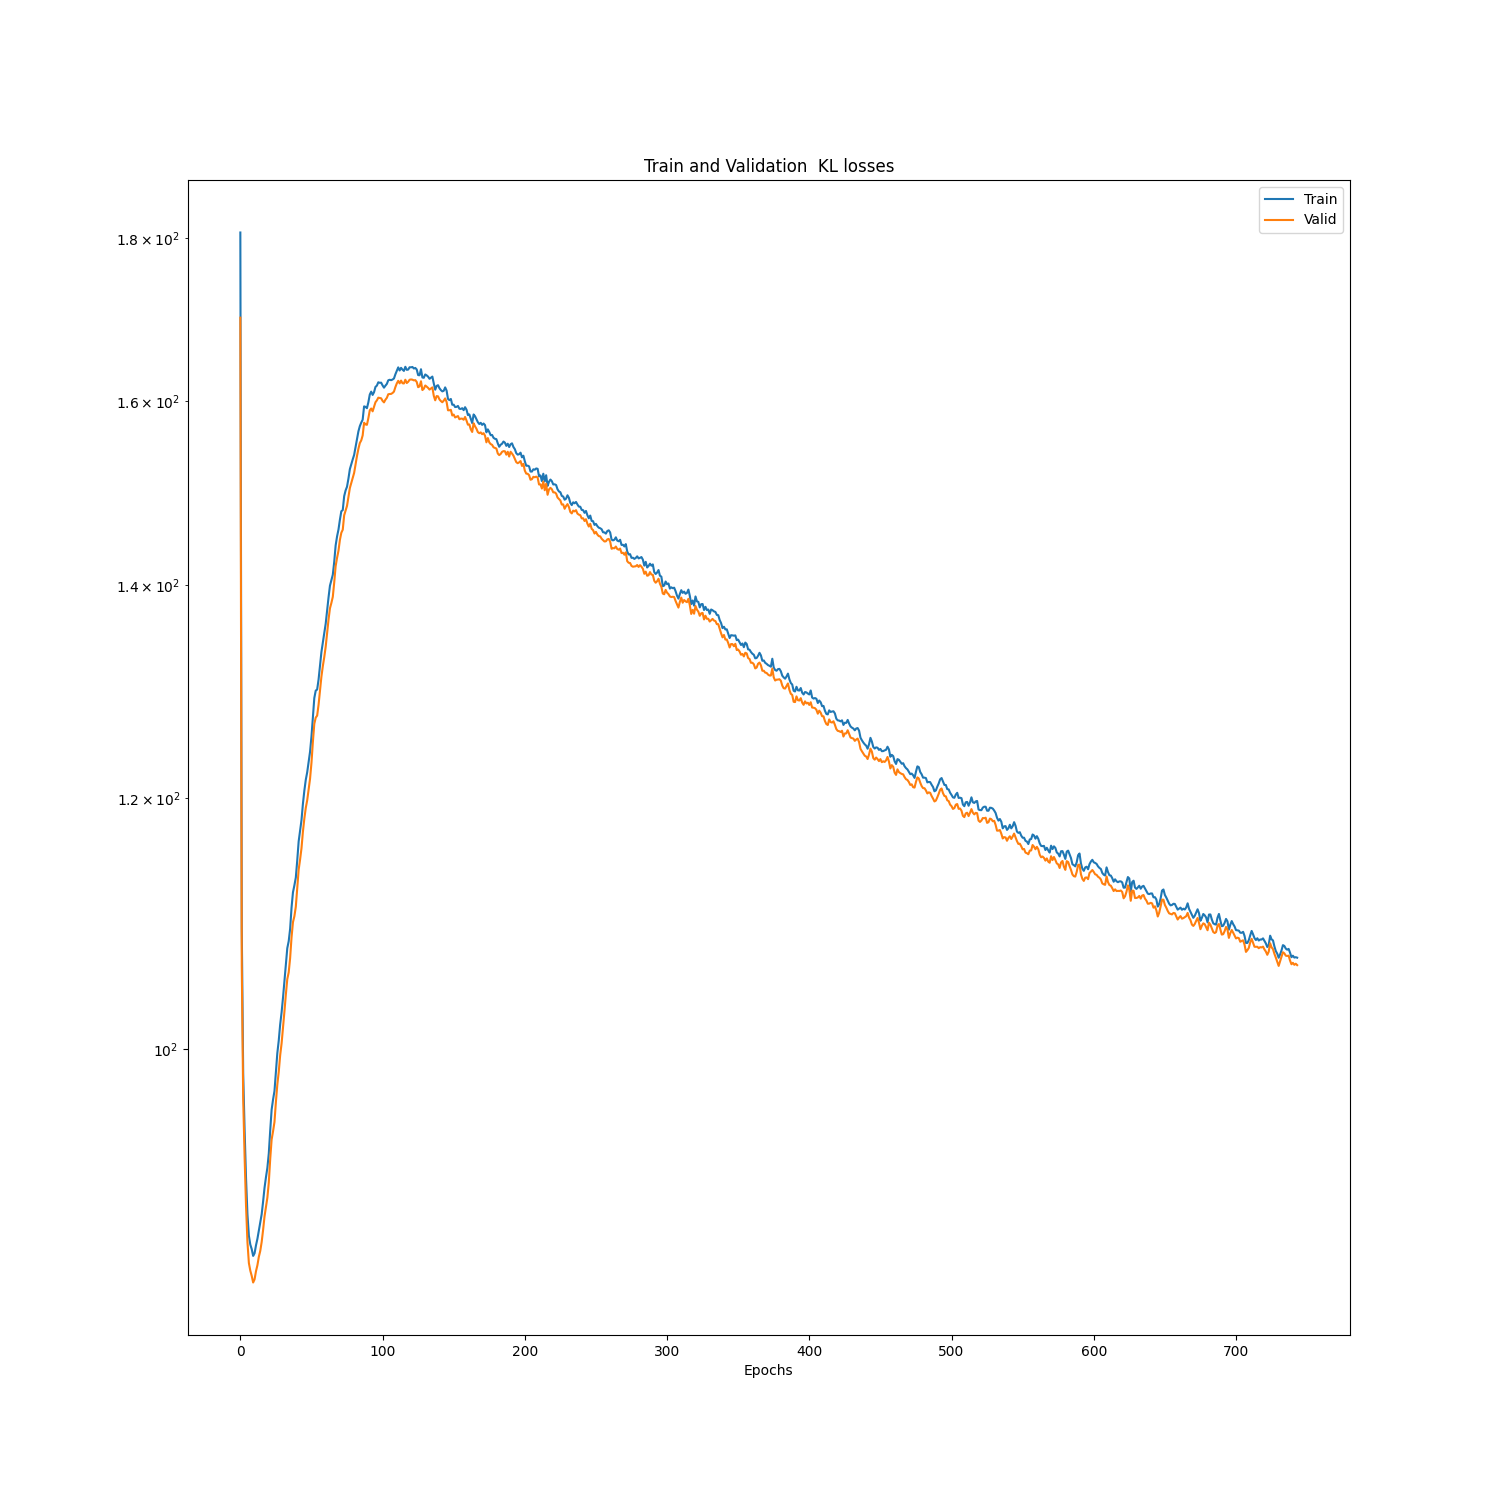 Train and Validation  KL losses
Train
Valid
1.8 × 10²
1.6 × 10²
1.4 × 10²
1.2 × 10²
10²
0 100 200 300 400 500 600 700
Epochs